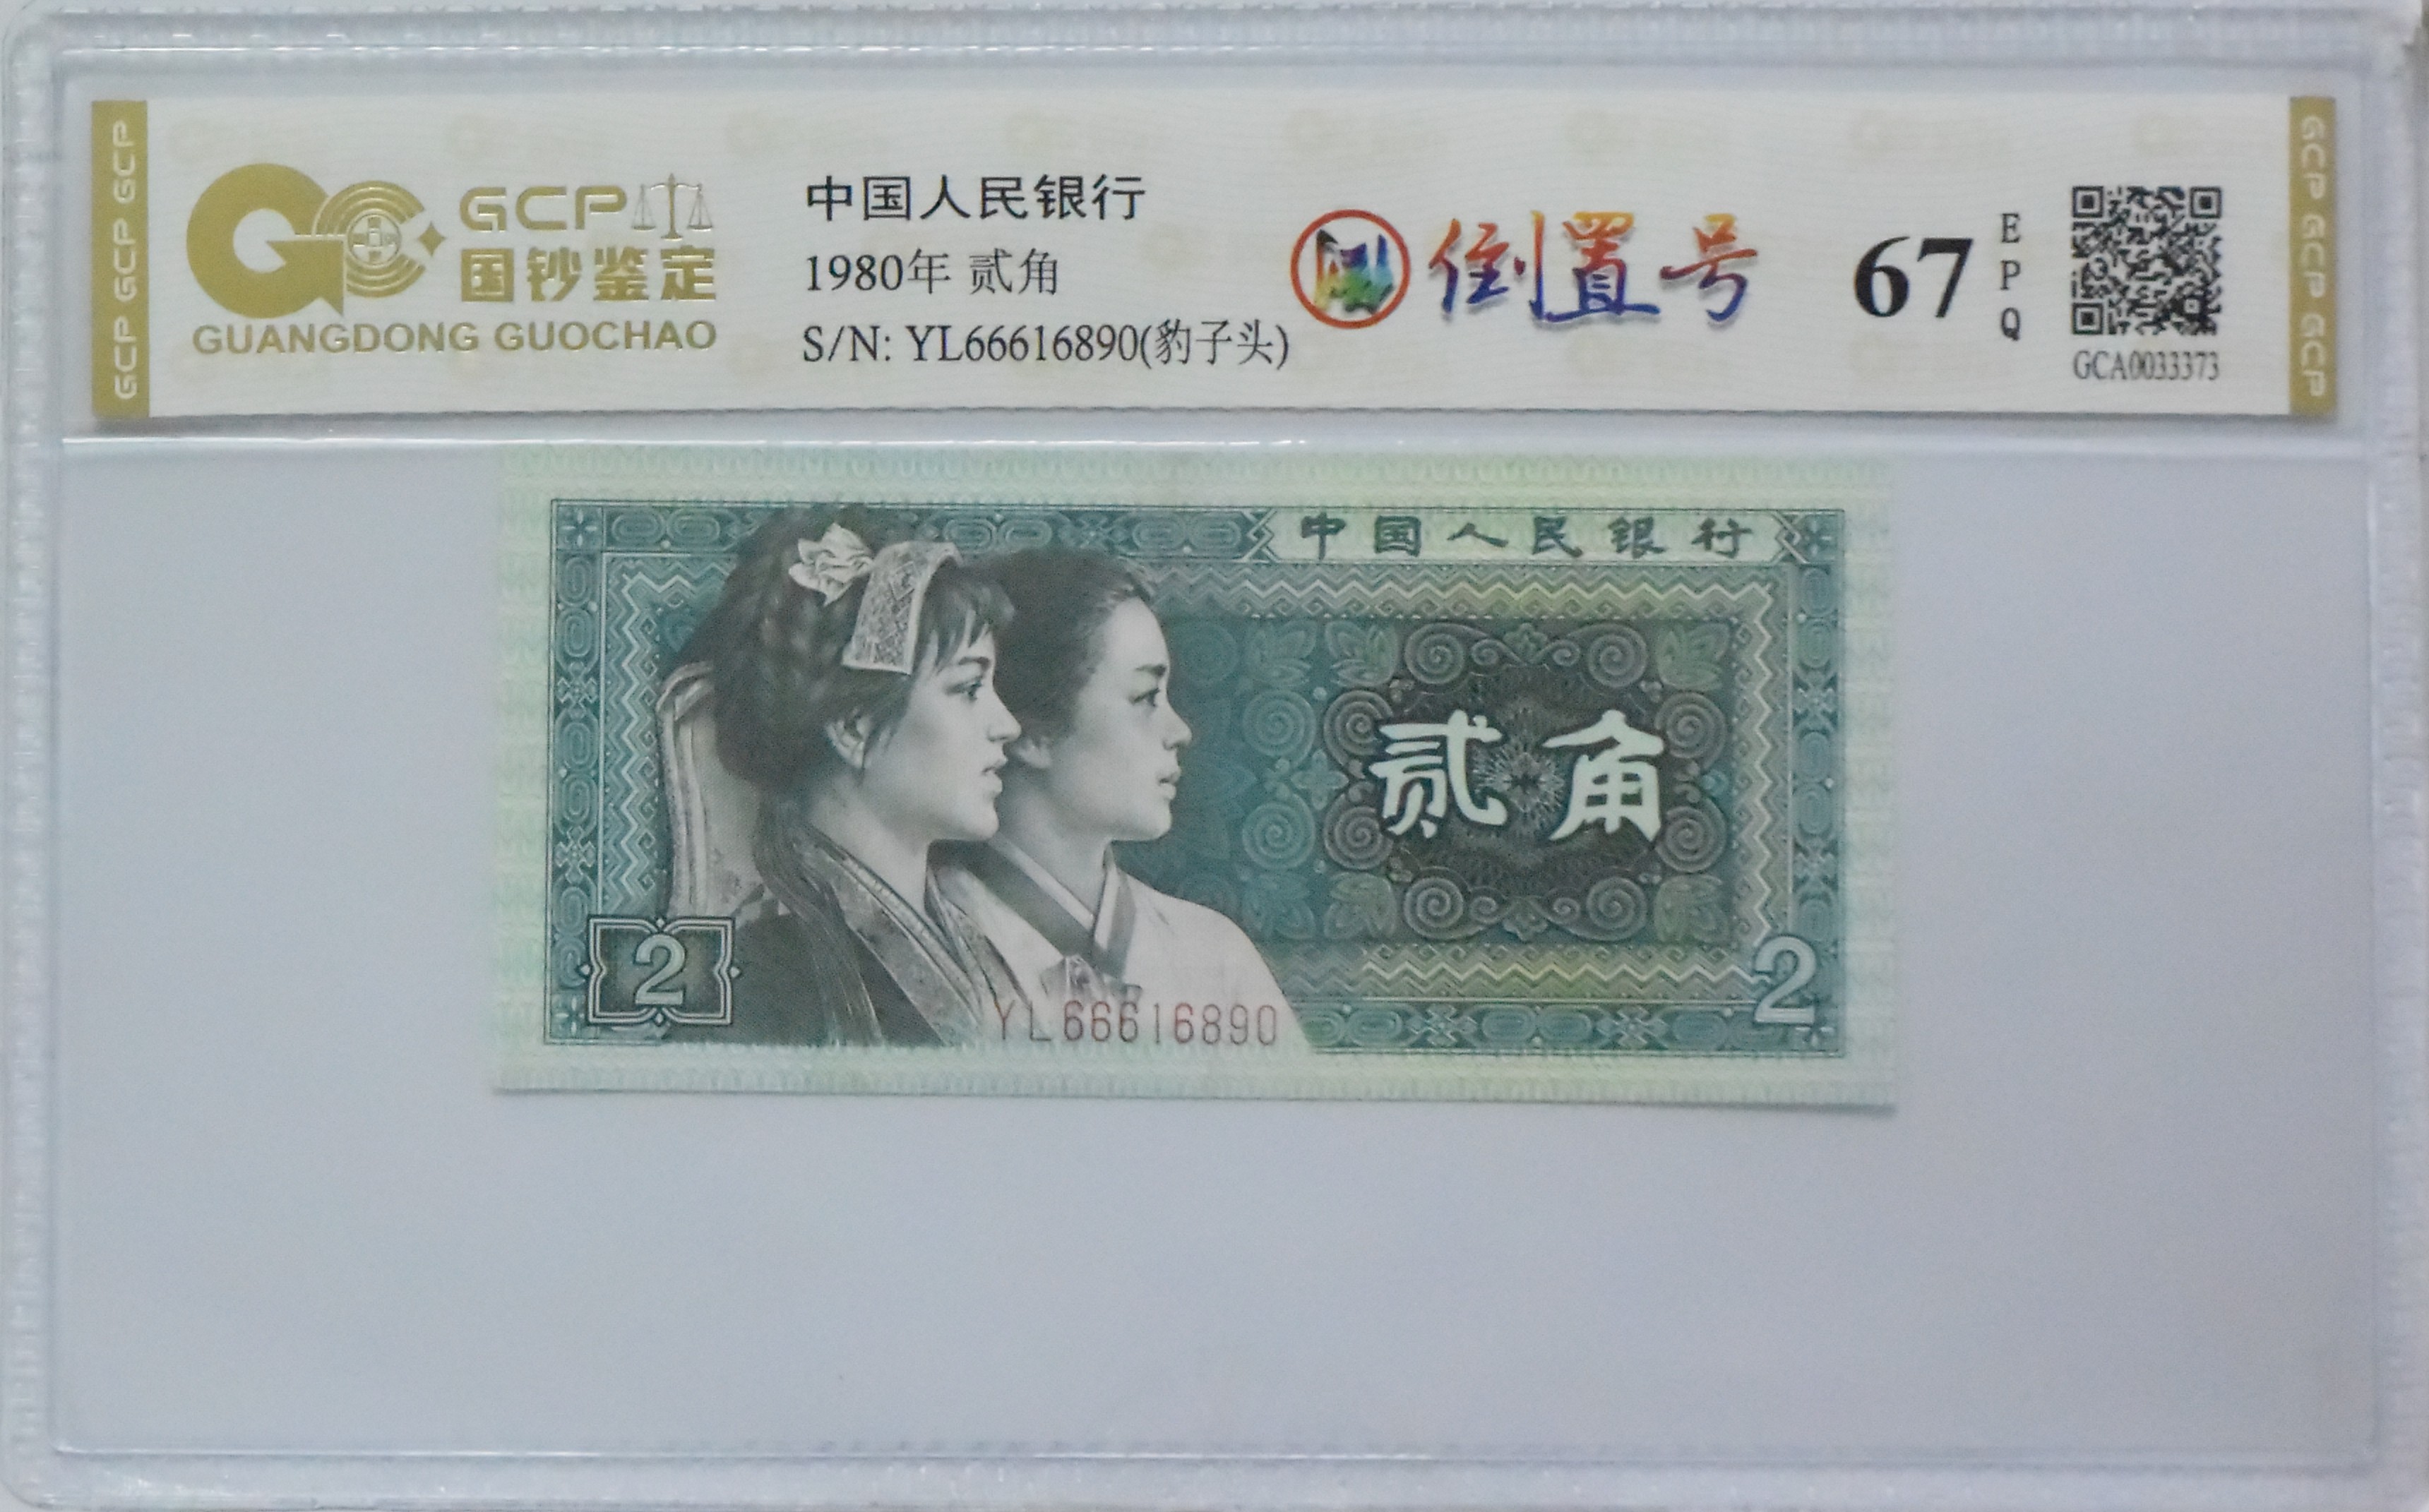 GCP GCP GCP
GCP
国钞鉴定
GUANGDONG GUOCHAO
中国人民银行
1980年 贰角
S/N: YL66616890(豹子头)
倒置号
67
EPQ
GCA0033373
GCP GCP GCP
中国人民银行
贰角
2
2
YL66616890